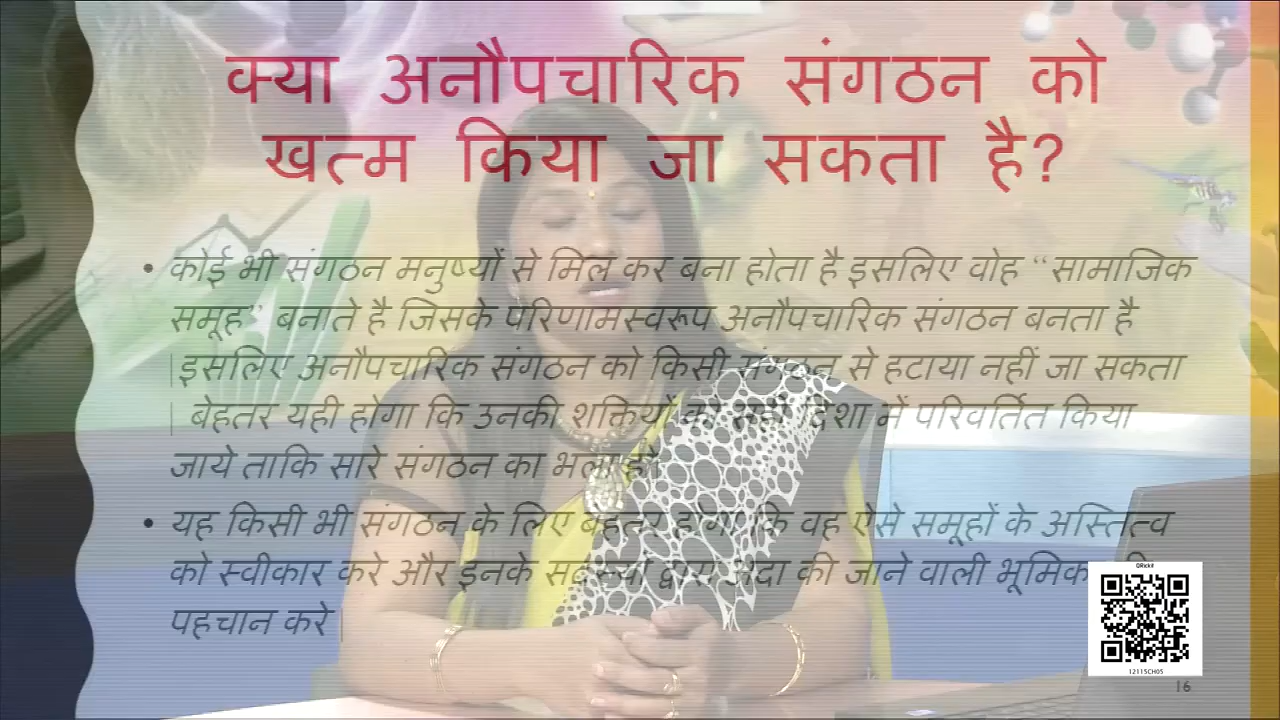 क्या अनौपचारिक संगठन को
खत्म किया जा सकता है?
• कोई भी संगठन मनुष्यों से मिल कर बना होता है इसलिए वोह “सामाजिक
समूह” बनाते है जिसके परिणामस्वरूप अनौपचारिक संगठन बनता है
|इसलिए अनौपचारिक संगठन को किसी संगठन से हटाया नहीं जा सकता
| बेहतर यही होगा कि उनकी शक्तियों को सही दिशा में परिवर्तित किया
जाये ताकि सारे संगठन का भला हो
• यह किसी भी संगठन के लिए बेहतर होगा कि वह ऐसे समूहों के अस्तित्व
को स्वीकार करे और इनके सदस्यों द्वारा अदा की जाने वाली
पहचान करे
QRickit
12115CH05
16